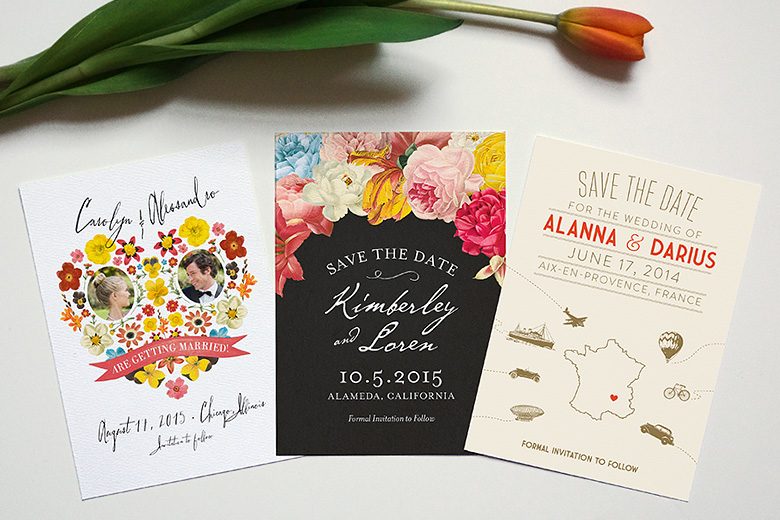 Carolyn & Alessandro
ARE GETTING MARRIED!
August 11, 2015 · Chicago, Illinois
Invitation to follow
SAVE THE DATE
Kimberley
and Loren
10.5.2015
ALAMEDA, CALIFORNIA
Formal Invitation to Follow
SAVE THE DATE
FOR THE WEDDING OF
ALANNA & DARIUS
JUNE 17, 2014
AIX-EN-PROVENCE, FRANCE
FORMAL INVITATION TO FOLLOW